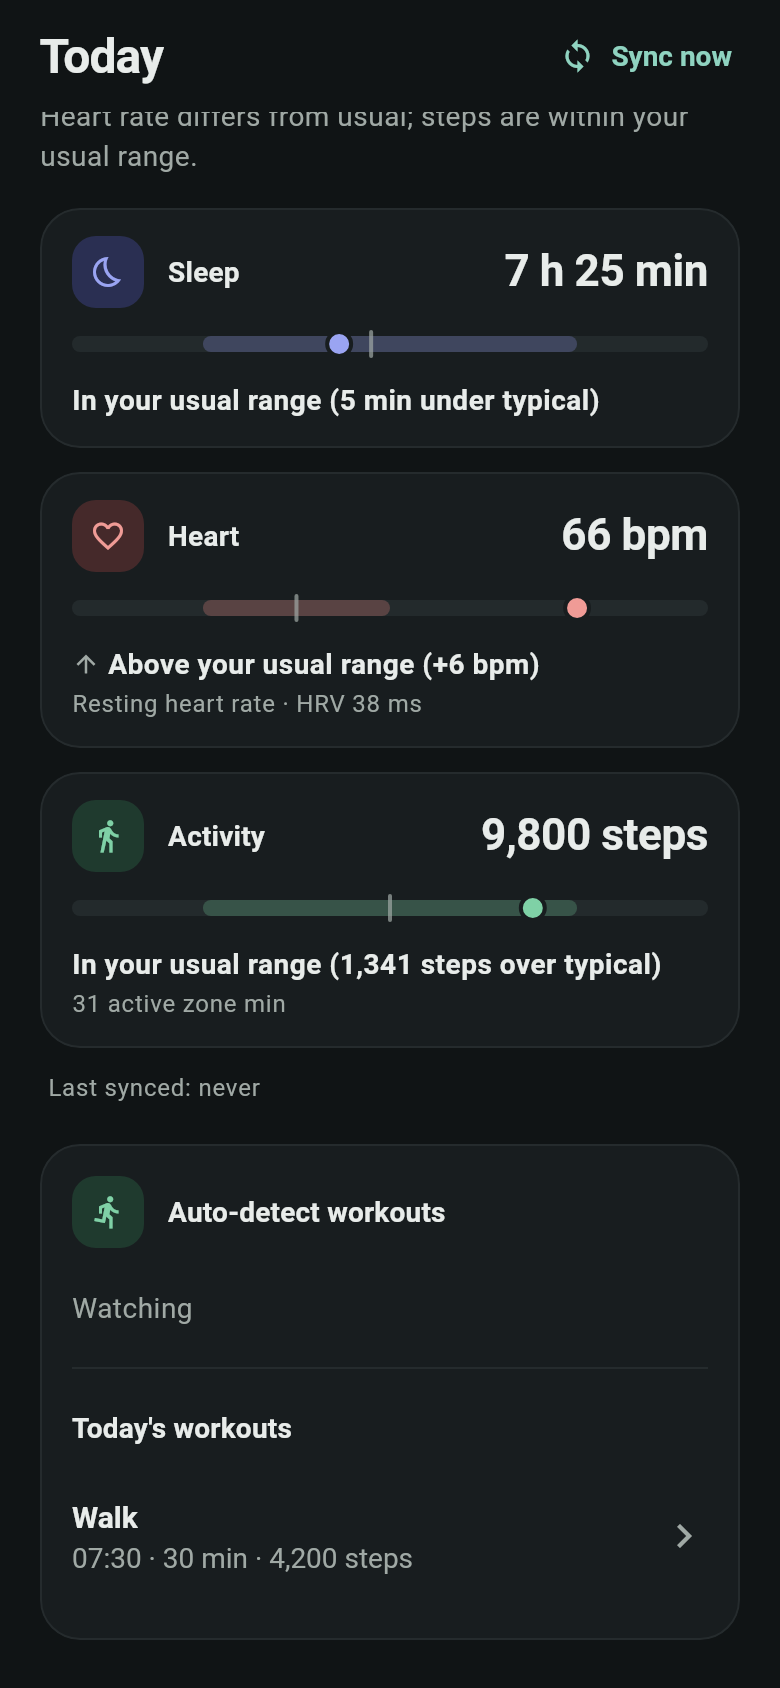 Today
Sync now
Heart rate differs from usual; steps are within your
usual range.
Sleep
7 h 25 min
In your usual range (5 min under typical)
Heart
66 bpm
↑ Above your usual range (+6 bpm)
Resting heart rate · HRV 38 ms
Activity
9,800 steps
In your usual range (1,341 steps over typical)
31 active zone min
Last synced: never
Auto-detect workouts
Watching
Today's workouts
Walk
07:30 · 30 min · 4,200 steps